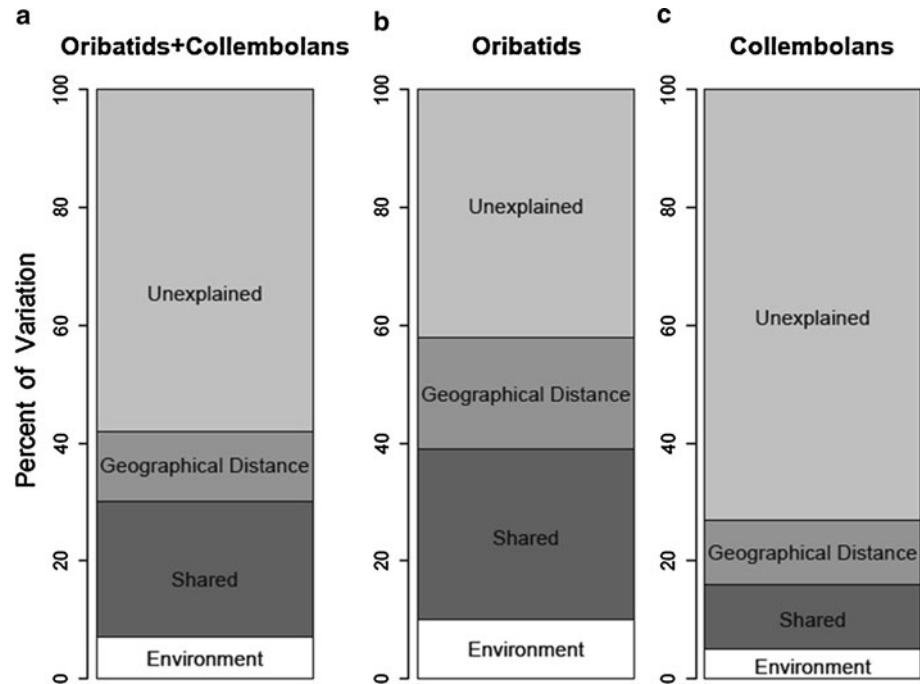 a
Oribatids+Collembolans
Percent of Variation
0
20
40
60
80
100
Unexplained
Geographical Distance
Shared
Environment
b
Oribatids
0
20
40
60
80
100
Unexplained
Geographical Distance
Shared
Environment
c
Collembolans
0
20
40
60
80
100
Unexplained
Geographical Distance
Shared
Environment